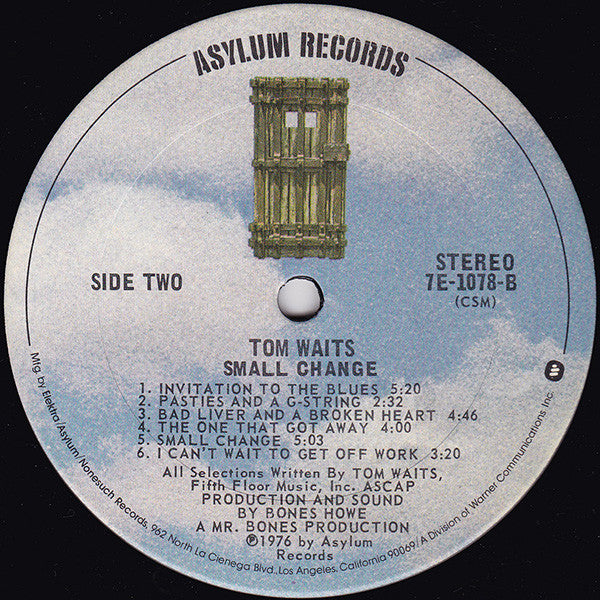 ASYLUM RECORDS
SIDE TWO
STEREO
7E-1078-B
(CSM)
TOM WAITS
SMALL CHANGE
1. INVITATION TO THE BLUES 5:20
2. PASTIES AND A G-STRING 2:32
3. BAD LIVER AND A BROKEN HEART 4:46
4. THE ONE THAT GOT AWAY 4:00
5. SMALL CHANGE 5:03
6. I CAN'T WAIT TO GET OFF WORK 3:20
All Selections Written By TOM WAITS,
Fifth Floor Music, Inc. ASCAP
PRODUCTION AND SOUND
BY BONES HOWE
A MR. BONES PRODUCTION
℗1976 by Asylum
Records
Mfg. by Elektra/Asylum/Nonesuch Records, 962 North La Cienega Blvd., Los Angeles, California 90069/A Division of Warner Communications Inc.